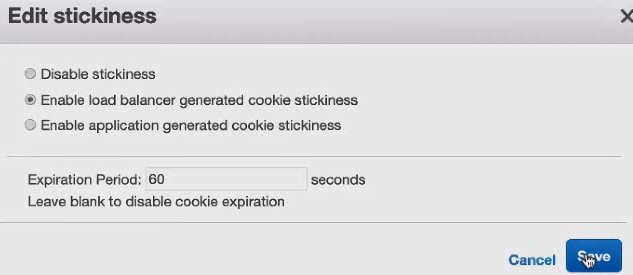 Edit stickiness
Disable stickiness
Enable load balancer generated cookie stickiness
Enable application generated cookie stickiness
Expiration Period: 60 seconds
Leave blank to disable cookie expiration
Cancel Save